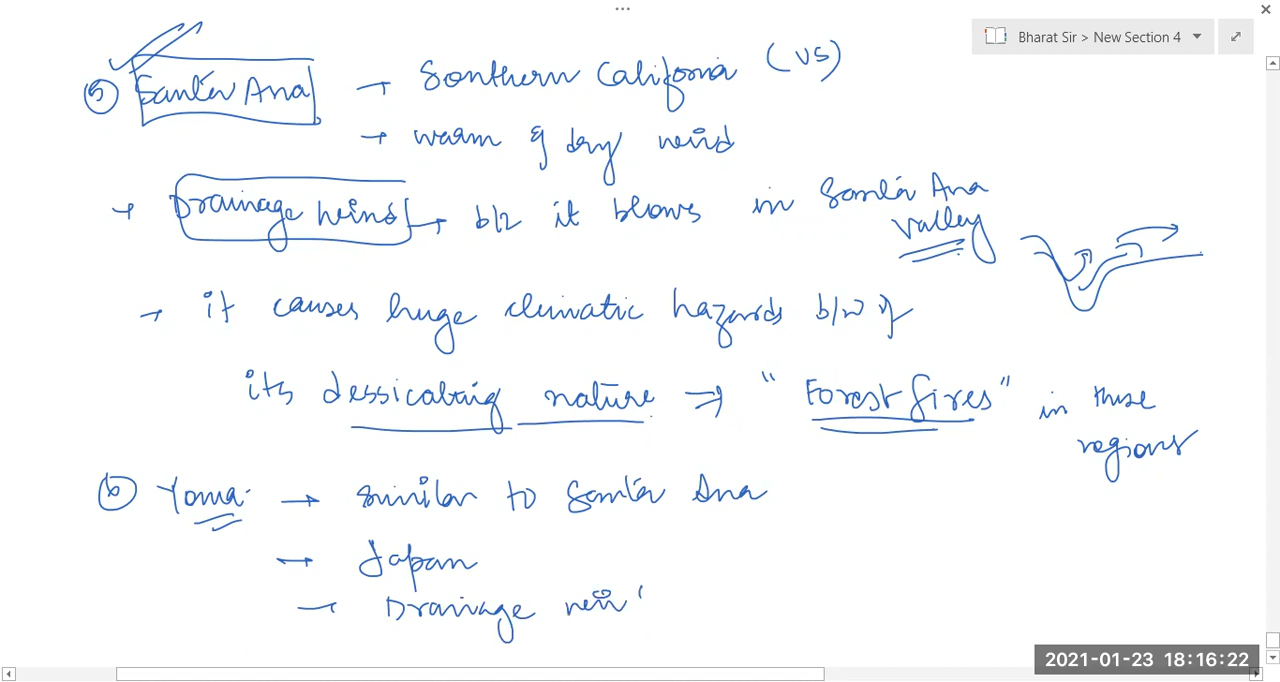 ...
Bharat Sir > New Section 4
⑤ Santa Ana → Southern California (US)
→ warm & dry wind
→ Drainage winds → b/z it blows in Santa Ana
valley
→ it causes huge climatic hazards b/w of
its dessicating nature ⇒ "Forest fires" in these
regions
⑥ Yoma → similar to Santa Ana
→ Japan
→ Drainage win
2021-01-23 18:16:22